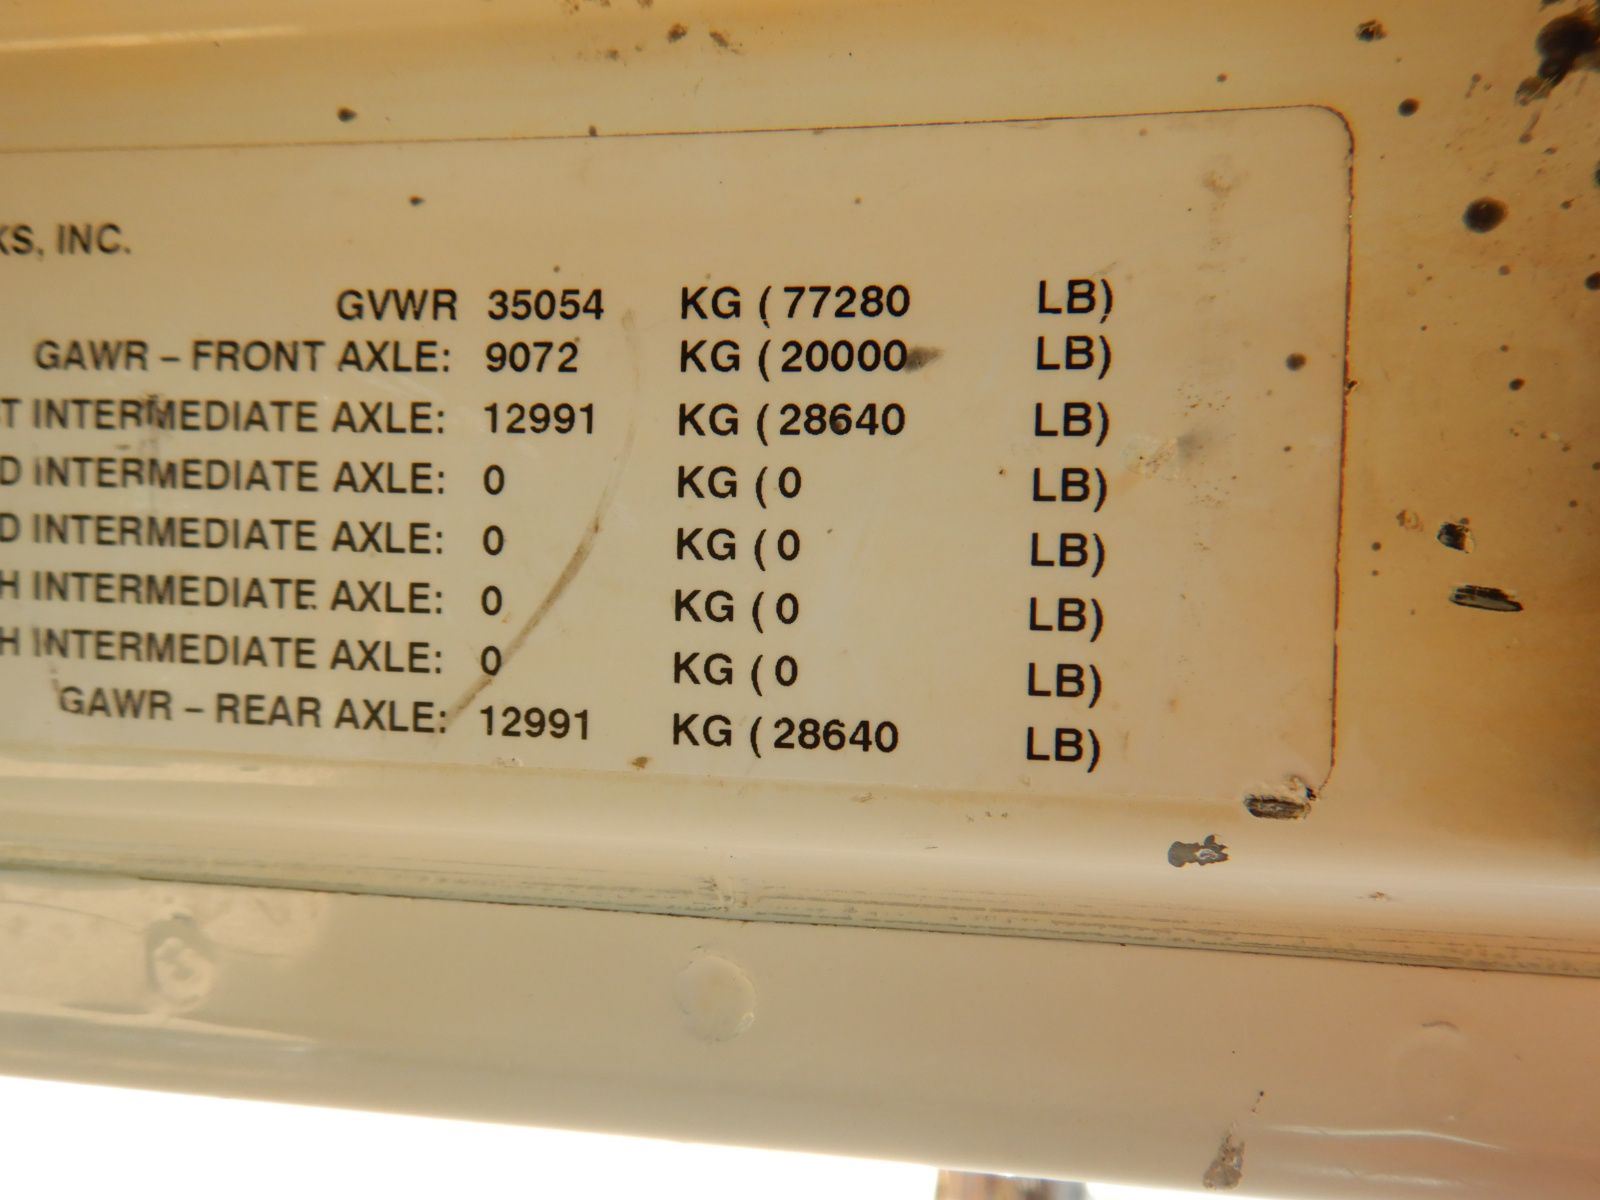 KS, INC.
GVWR 35054 KG (77280 LB)
GAWR – FRONT AXLE: 9072 KG (20000 LB)
ST INTERMEDIATE AXLE: 12991 KG (28640 LB)
D INTERMEDIATE AXLE: 0 KG (0 LB)
D INTERMEDIATE AXLE: 0 KG (0 LB)
H INTERMEDIATE AXLE: 0 KG (0 LB)
H INTERMEDIATE AXLE: 0 KG (0 LB)
GAWR – REAR AXLE: 12991 KG (28640 LB)